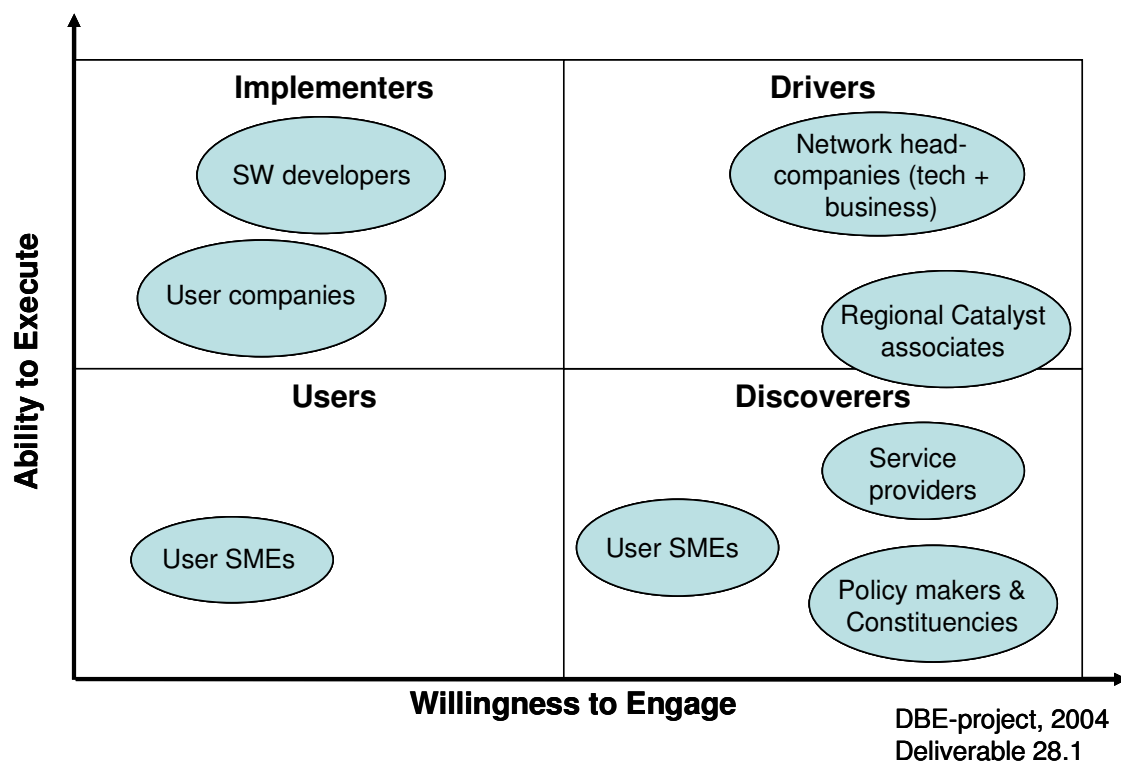 Implementers
Drivers
SW developers
Network head-
companies (tech +
business)
User companies
Regional Catalyst
associates
Ability to Execute
Users
Discoverers
Service
providers
User SMEs
User SMEs
Policy makers &
Constituencies
Willingness to Engage
DBE-project, 2004
Deliverable 28.1